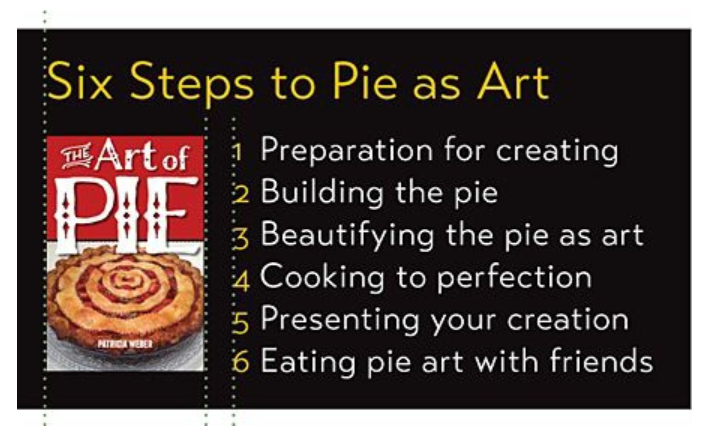 Six Steps to Pie as Art
THE Art of
PIE
PATRICIA WEBER
1 Preparation for creating
2 Building the pie
3 Beautifying the pie as art
4 Cooking to perfection
5 Presenting your creation
6 Eating pie art with friends